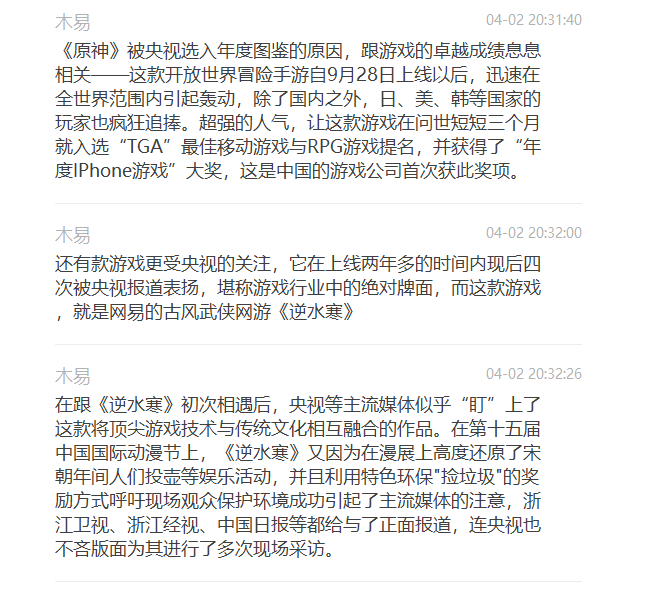 木易 04-02 20:31:40
《原神》被央视选入年度图鉴的原因，跟游戏的卓越成绩息息
相关——这款开放世界冒险手游自9月28日上线以后，迅速在
全世界范围内引起轰动，除了国内之外，日、美、韩等国家的
玩家也疯狂追捧。超强的人气，让这款游戏在问世短短三个月
就入选“TGA”最佳移动游戏与RPG游戏提名，并获得了“年
度IPhone游戏”大奖，这是中国的游戏公司首次获此奖项。
木易 04-02 20:32:00
还有款游戏更受央视的关注，它在上线两年多的时间内现后四
次被央视报道表扬，堪称游戏行业中的绝对牌面，而这款游戏
，就是网易的古风武侠网游《逆水寒》
木易 04-02 20:32:26
在跟《逆水寒》初次相遇后，央视等主流媒体似乎“盯”上了
这款将顶尖游戏技术与传统文化相互融合的作品。在第十五届
中国国际动漫节上，《逆水寒》又因为在漫展上高度还原了宋
朝年间人们投壶等娱乐活动，并且利用特色环保"捡垃圾"的奖
励方式呼吁现场观众保护环境成功引起了主流媒体的注意，浙
江卫视、浙江经视、中国日报等都给与了正面报道，连央视也
不吝版面为其进行了多次现场采访。